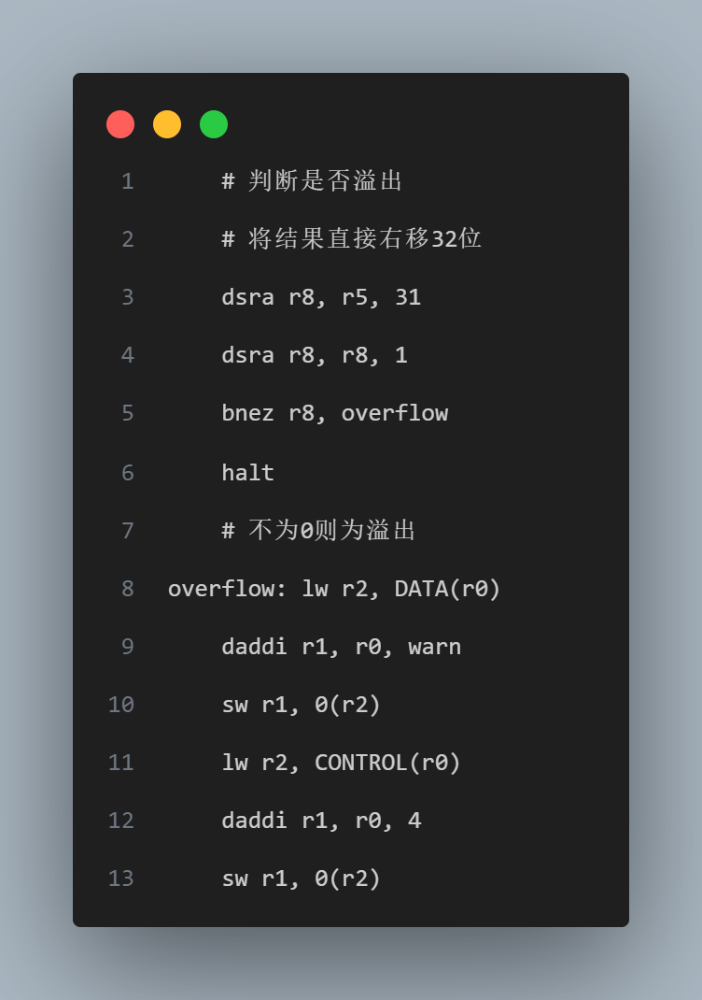 1 # 判断是否溢出
2 # 将结果直接右移32位
3 dsra r8, r5, 31
4 dsra r8, r8, 1
5 bnez r8, overflow
6 halt
7 # 不为0则为溢出
8 overflow: lw r2, DATA(r0)
9 daddi r1, r0, warn
10 sw r1, 0(r2)
11 lw r2, CONTROL(r0)
12 daddi r1, r0, 4
13 sw r1, 0(r2)